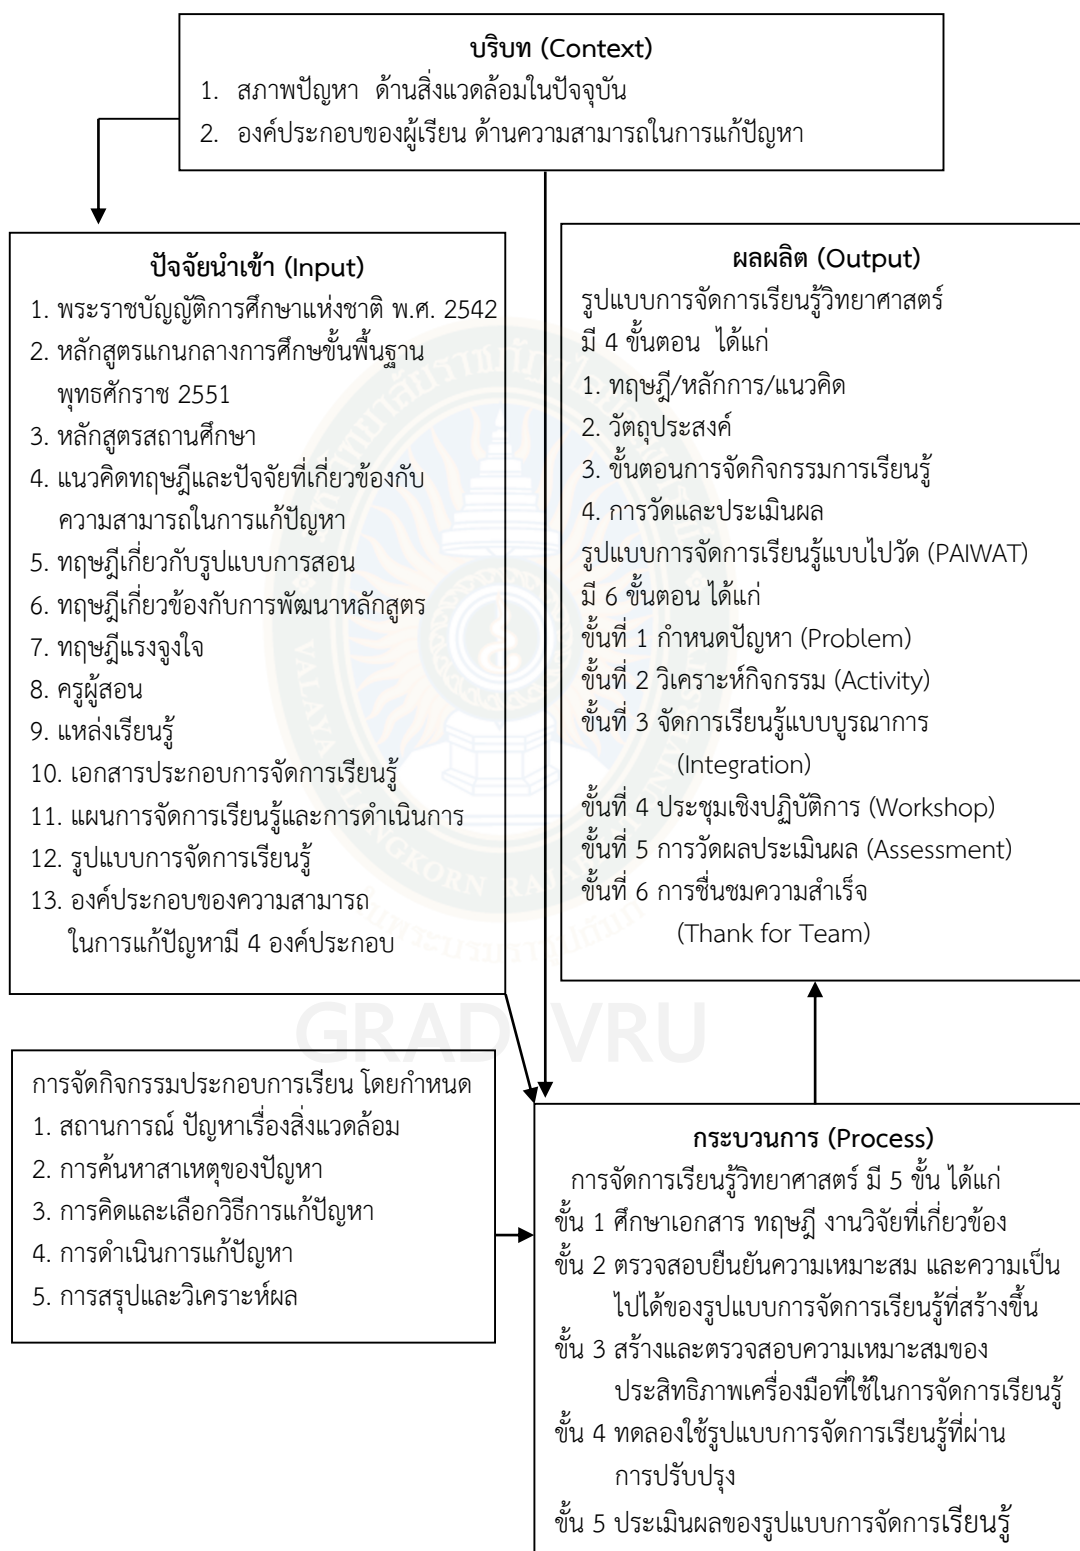 บริบท (Context)
1. สภาพปัญหา ด้านสิ่งแวดล้อมในปัจจุบัน
2. องค์ประกอบของผู้เรียน ด้านความสามารถในการแก้ปัญหา
ปัจจัยนำเข้า (Input)
1. พระราชบัญญัติการศึกษาแห่งชาติ พ.ศ. 2542
2. หลักสูตรแกนกลางการศึกษขั้นพื้นฐาน
พุทธศักราช 2551
3. หลักสูตรสถานศึกษา
4. แนวคิดทฤษฎีและปัจจัยที่เกี่ยวข้องกับ
ความสามารถในการแก้ปัญหา
5. ทฤษฎีเกี่ยวกับรูปแบบการสอน
6. ทฤษฎีเกี่ยวข้องกับการพัฒนาหลักสูตร
7. ทฤษฎีแรงจูงใจ
8. ครูผู้สอน
9. แหล่งเรียนรู้
10. เอกสารประกอบการจัดการเรียนรู้
11. แผนการจัดการเรียนรู้และการดำเนินการ
12. รูปแบบการจัดการเรียนรู้
13. องค์ประกอบของความสามารถ
ในการแก้ปัญหามี 4 องค์ประกอบ
ผลผลิต (Output)
รูปแบบการจัดการเรียนรู้วิทยาศาสตร์
มี 4 ขั้นตอน ได้แก่
1. ทฤษฎี/หลักการ/แนวคิด
2. วัตถุประสงค์
3. ขั้นตอนการจัดกิจกรรมการเรียนรู้
4. การวัดและประเมินผล
รูปแบบการจัดการเรียนรู้แบบไปวัด (PAIWAT)
มี 6 ขั้นตอน ได้แก่
ขั้นที่ 1 กำหนดปัญหา (Problem)
ขั้นที่ 2 วิเคราะห์กิจกรรม (Activity)
ขั้นที่ 3 จัดการเรียนรู้แบบบูรณาการ
(Integration)
ขั้นที่ 4 ประชุมเชิงปฏิบัติการ (Workshop)
ขั้นที่ 5 การวัดผลประเมินผล (Assessment)
ขั้นที่ 6 การชื่นชมความสำเร็จ
(Thank for Team)
GRAD VRU
การจัดกิจกรรมประกอบการเรียน โดยกำหนด
1. สถานการณ์ ปัญหาเรื่องสิ่งแวดล้อม
2. การค้นหาสาเหตุของปัญหา
3. การคิดและเลือกวิธีการแก้ปัญหา
4. การดำเนินการแก้ปัญหา
5. การสรุปและวิเคราะห์ผล
กระบวนการ (Process)
การจัดการเรียนรู้วิทยาศาสตร์ มี 5 ขั้น ได้แก่
ขั้น 1 ศึกษาเอกสาร ทฤษฎี งานวิจัยที่เกี่ยวข้อง
ขั้น 2 ตรวจสอบยืนยันความเหมาะสม และความเป็น
ไปได้ของรูปแบบการจัดการเรียนรู้ที่สร้างขึ้น
ขั้น 3 สร้างและตรวจสอบความเหมาะสมของ
ประสิทธิภาพเครื่องมือที่ใช้ในการจัดการเรียนรู้
ขั้น 4 ทดลองใช้รูปแบบการจัดการเรียนรู้ที่ผ่าน
การปรับปรุง
ขั้น 5 ประเมินผลของรูปแบบการจัดการเรียนรู้